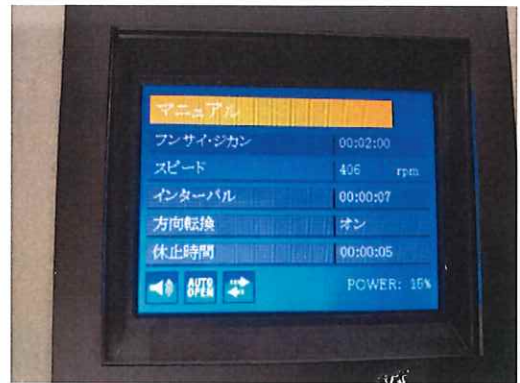 マニュアル
フンサイ・ジカン 00:02:00
スピード 406 rpm
インターバル 00:00:07
方向転換 オン
休止時間 00:00:05
AUTO OPEN POWER: 15%